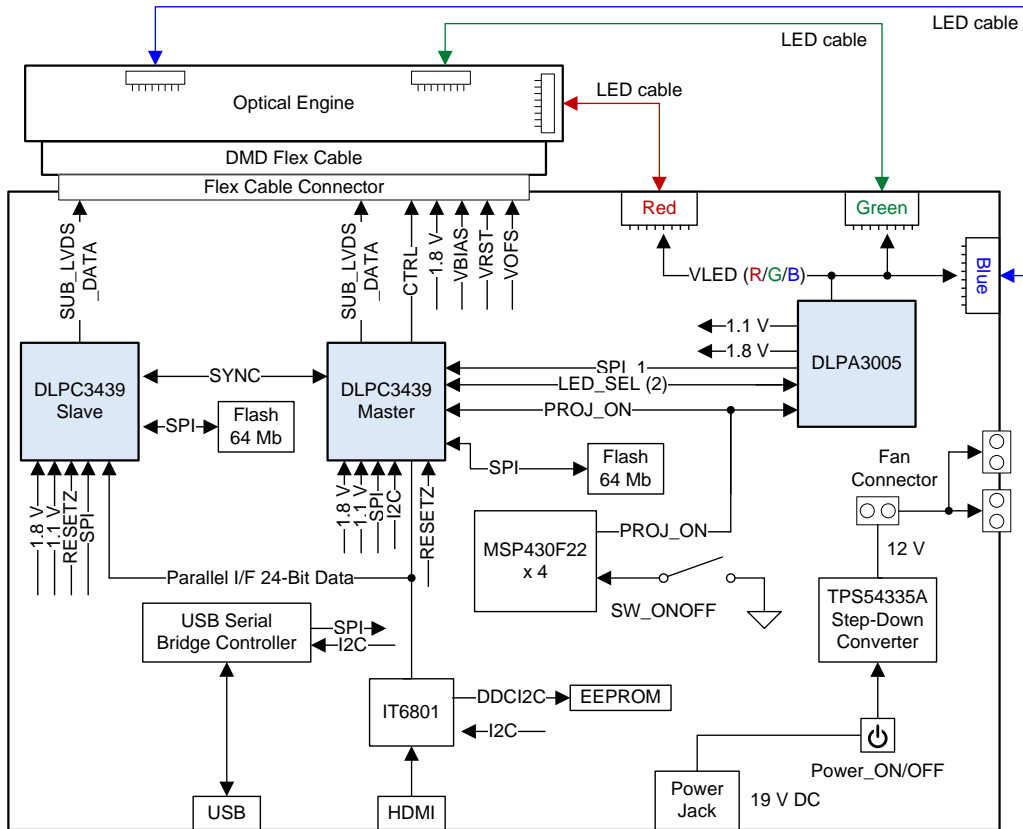 LED cable
LED cable
LED cable
Optical Engine
DMD Flex Cable
Flex Cable Connector
Red
Green
Blue
SUB_LVDS
_DATA
SUB_LVDS
_DATA
CTRL
1.8 V
VBIAS
VRST
VOFS
VLED (R/G/B)
1.1 V
1.8 V
DLPA3005
DLPC3439
Slave
SYNC
SPI
Flash
64 Mb
DLPC3439
Master
SPI_1
LED_SEL (2)
PROJ_ON
SPI
Flash
64 Mb
1.8 V
1.1 V
RESETZ
SPI
1.8 V
1.1 V
SPI
I2C
RESETZ
Fan
Connector
12 V
PROJ_ON
MSP430F22
x 4
SW_ONOFF
Parallel I/F 24-Bit Data
TPS54335A
Step-Down
Converter
USB Serial
Bridge Controller
SPI
I2C
IT6801
DDCI2C
EEPROM
I2C
Power_ON/OFF
USB
HDMI
Power
Jack
19 V DC